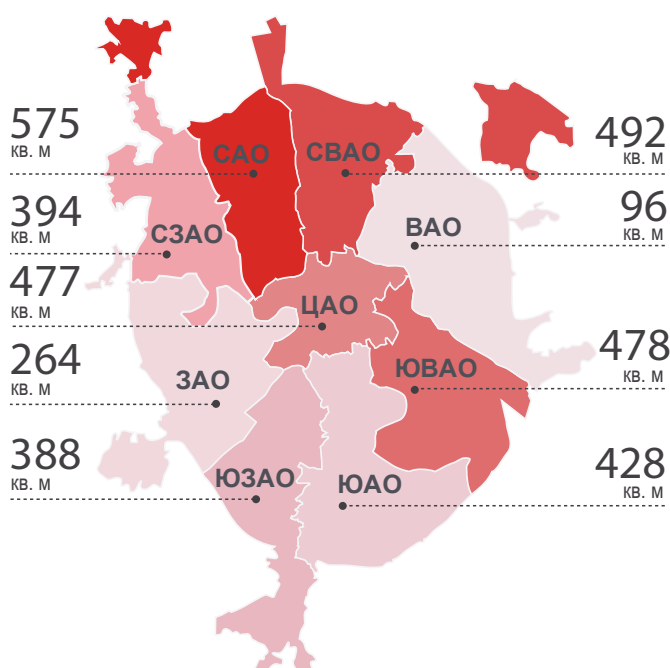 575
КВ. М
САО
СВАО
492
КВ. М
394
КВ. М
СЗАО
ВАО
96
КВ. М
477
КВ. М
ЦАО
264
КВ. М
ЗАО
ЮВАО
478
КВ. М
388
КВ. М
ЮЗАО
ЮАО
428
КВ. М